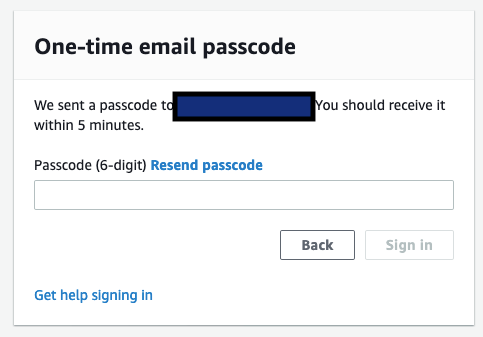 One-time email passcode
We sent a passcode to You should receive it
within 5 minutes.
Passcode (6-digit) Resend passcode
Back Sign in
Get help signing in